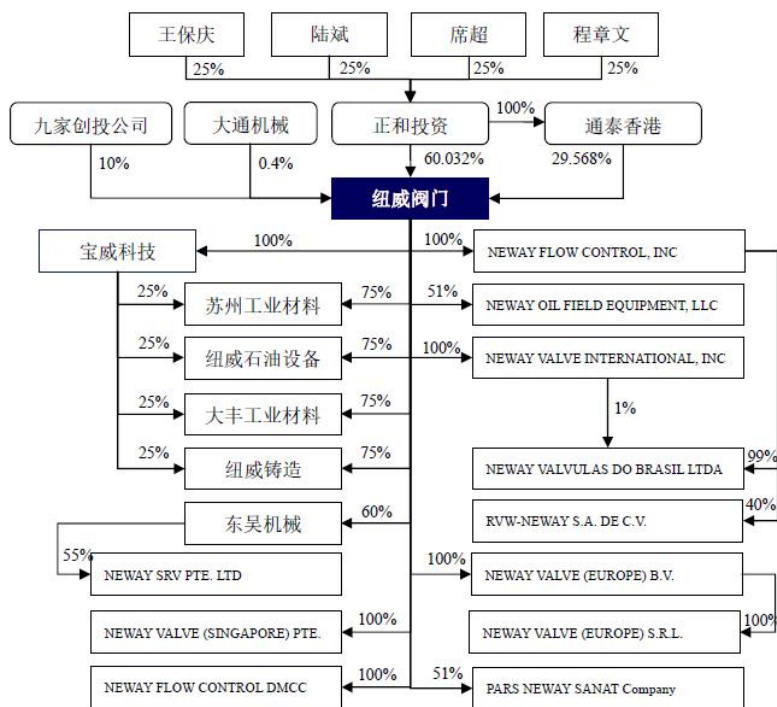 王保庆 陆斌 席超 程章文
25% 25% 25% 25%
九家创投公司 大通机械 正和投资 100% 通泰香港
10% 0.4% 60.032% 29.568%
纽威阀门
宝威科技 100% 100% NEWAY FLOW CONTROL, INC
25% 苏州工业材料 75% 51% NEWAY OIL FIELD EQUIPMENT, LLC
25% 纽威石油设备 75% 100% NEWAY VALVE INTERNATIONAL, INC
25% 大丰工业材料 75% 1%
25% 纽威铸造 75% NEWAY VALVULAS DO BRASIL LTDA 99%
东吴机械 60% RVW-NEWAY S.A. DE C.V. 40%
55% NEWAY SRV PTE. LTD 100% NEWAY VALVE (EUROPE) B.V.
NEWAY VALVE (SINGAPORE) PTE. 100% NEWAY VALVE (EUROPE) S.R.L. 100%
NEWAY FLOW CONTROL DMCC 100% 51% PARS NEWAY SANAT Company